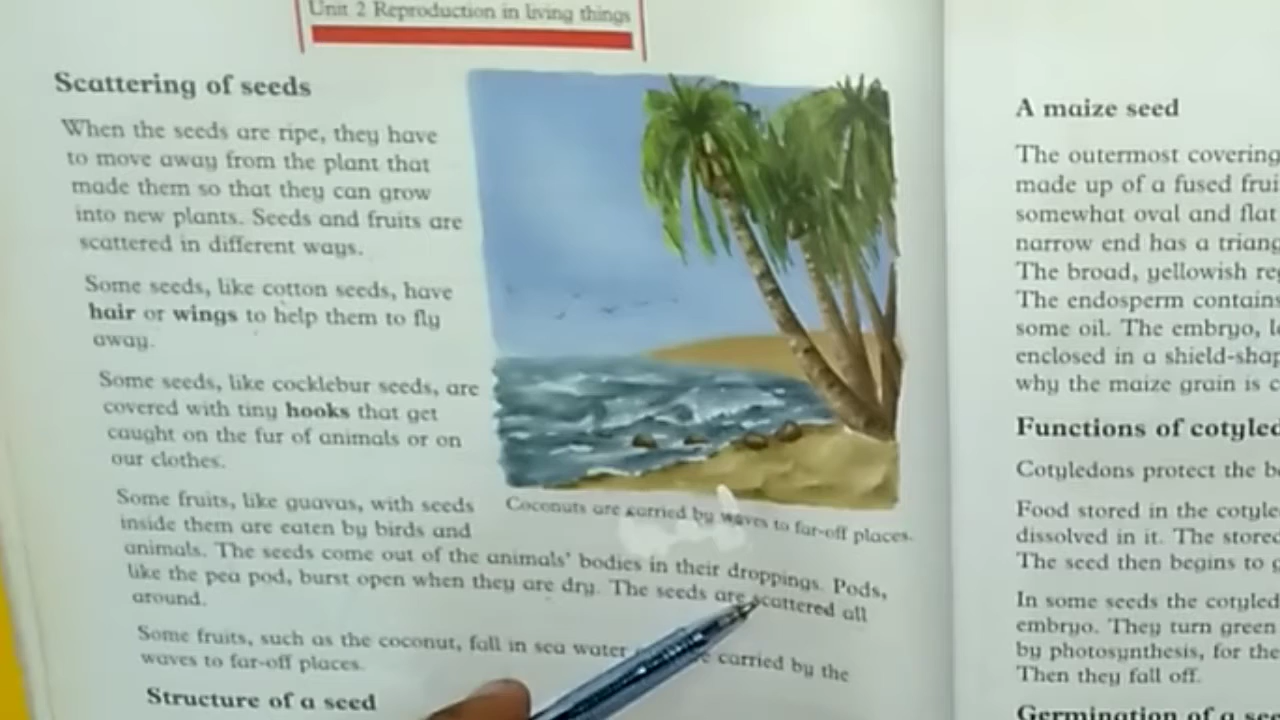 Unit 2 Reproduction in living things
Scattering of seeds
When the seeds are ripe, they have
to move away from the plant that
made them so that they can grow
into new plants. Seeds and fruits are
scattered in different ways.
Some seeds, like cotton seeds, have
hair or wings to help them to fly
away.
Some seeds, like cocklebur seeds, are
covered with tiny hooks that get
caught on the fur of animals or on
our clothes.
Some fruits, like guavas, with seeds
inside them are eaten by birds and
animals. The seeds come out of the animals' bodies in their droppings. Pods,
like the pea pod, burst open when they are dry. The seeds are scattered all
around.
Some fruits, such as the coconut, fall in sea water carried by the
waves to far-off places.
Structure of a seed
Coconuts are carried by waves to far-off places.
A maize seed
The outermost covering
made up of a fused
somewhat oval and flat
narrow end has a
The broad, yellowish
The endosperm
some oil. The embryo,
enclosed in a
why the maize grain is
Functions of
Cotyledons protect the
Food stored in the
dissolved in it. The
The seed then begins to
In some seeds the
embryo. They turn green
by photosynthesis, for the
Then they fall off.
Germination of a